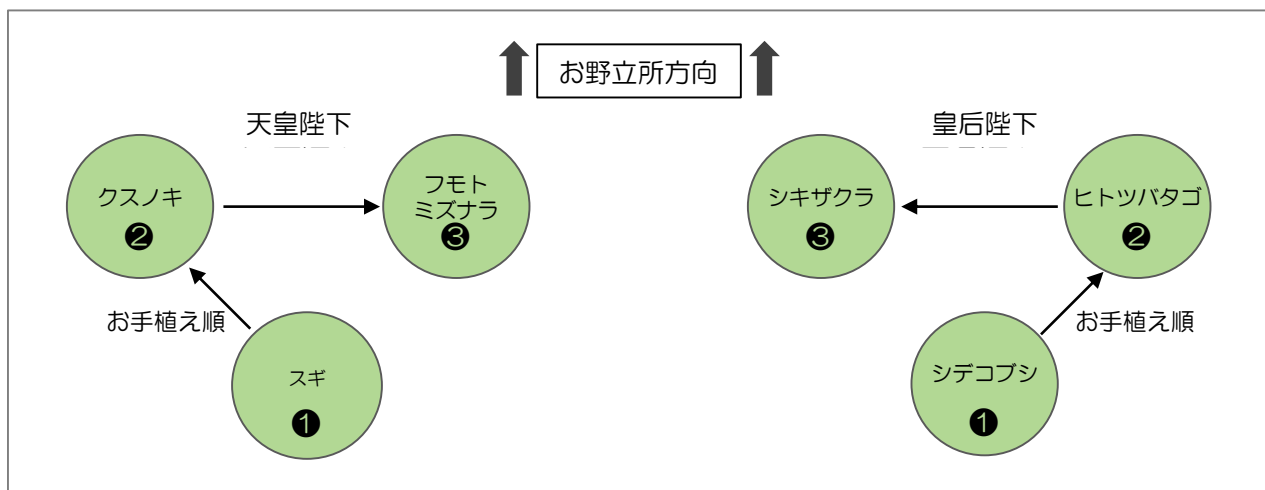 お野立所方向
天皇陛下
皇后陛下
クスノキ
❷
フモト
ミズナラ
❸
シキザクラ
❸
ヒトツバタゴ
❷
お手植え順
お手植え順
スギ
❶
シデコブシ
❶